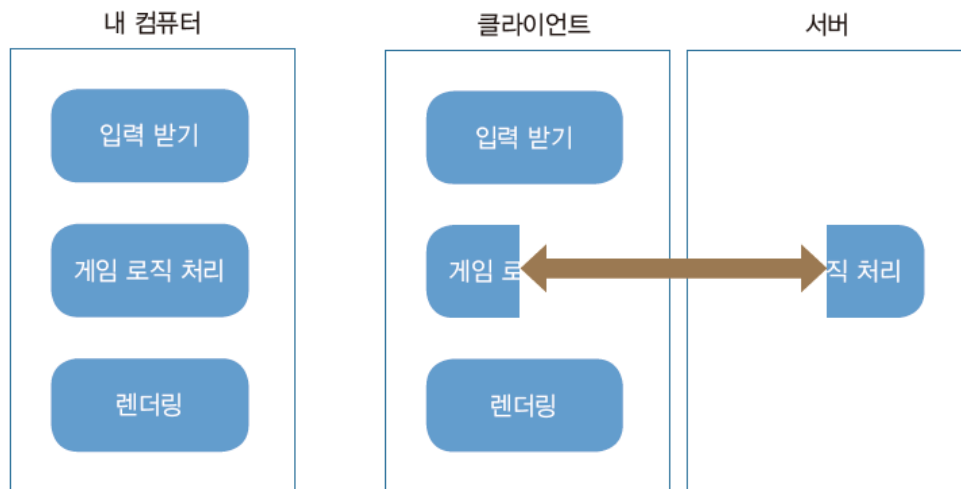 내 컴퓨터
입력 받기
게임 로직 처리
렌더링
클라이언트
입력 받기
게임 로
렌더링
서버
직 처리